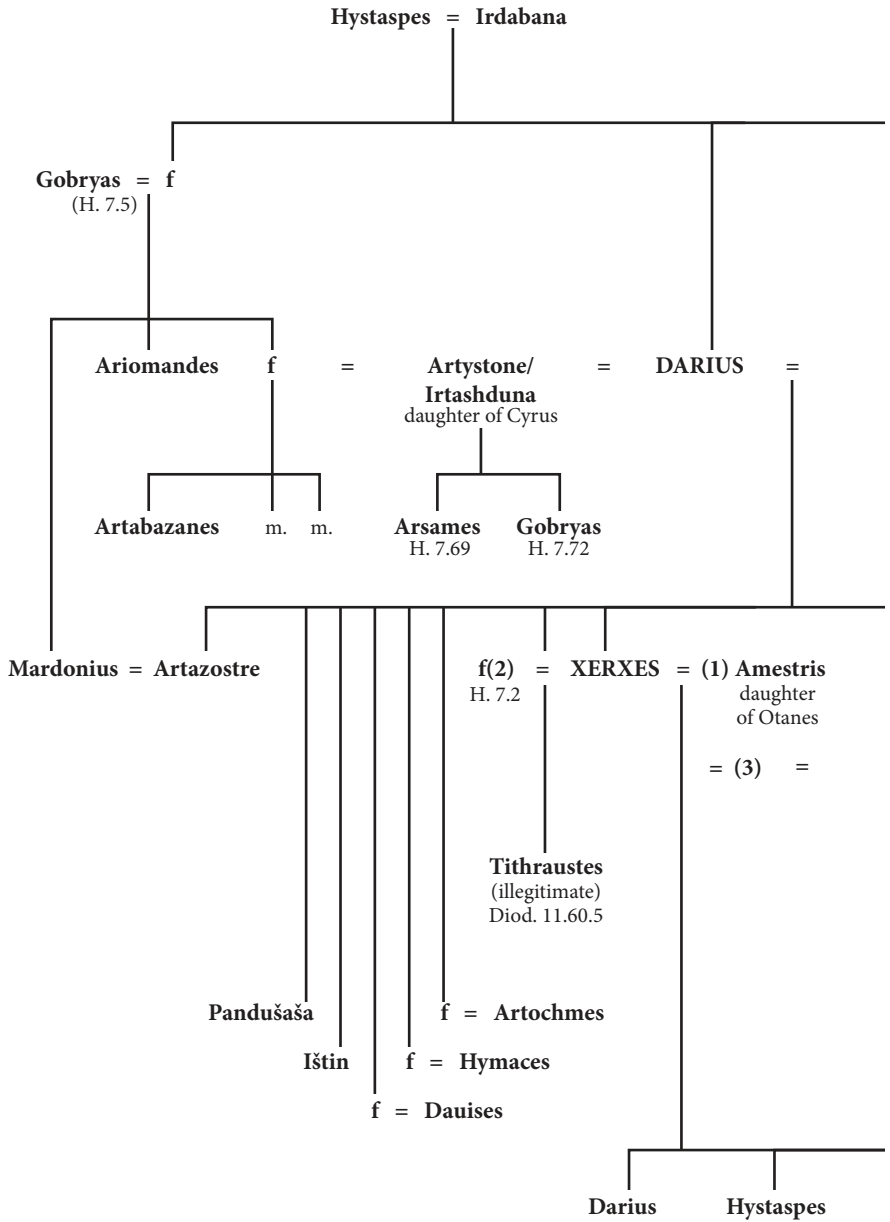 Hystaspes = Irdabana
Gobryas = f
(H. 7.5)
Ariomandes f = Artystone/ = DARIUS =
Irtashduna
daughter of Cyrus
Artabazanes m. m. Arsames Gobryas
H. 7.69 H. 7.72
Mardonius = Artazostre f(2) = XERXES = (1) Amestris
H. 7.2 daughter
of Otanes
= (3) =
Tithraustes
(illegitimate)
Diod. 11.60.5
Pandušaša f = Artochmes
Ištin f = Hymaces
f = Dauises
Darius Hystaspes